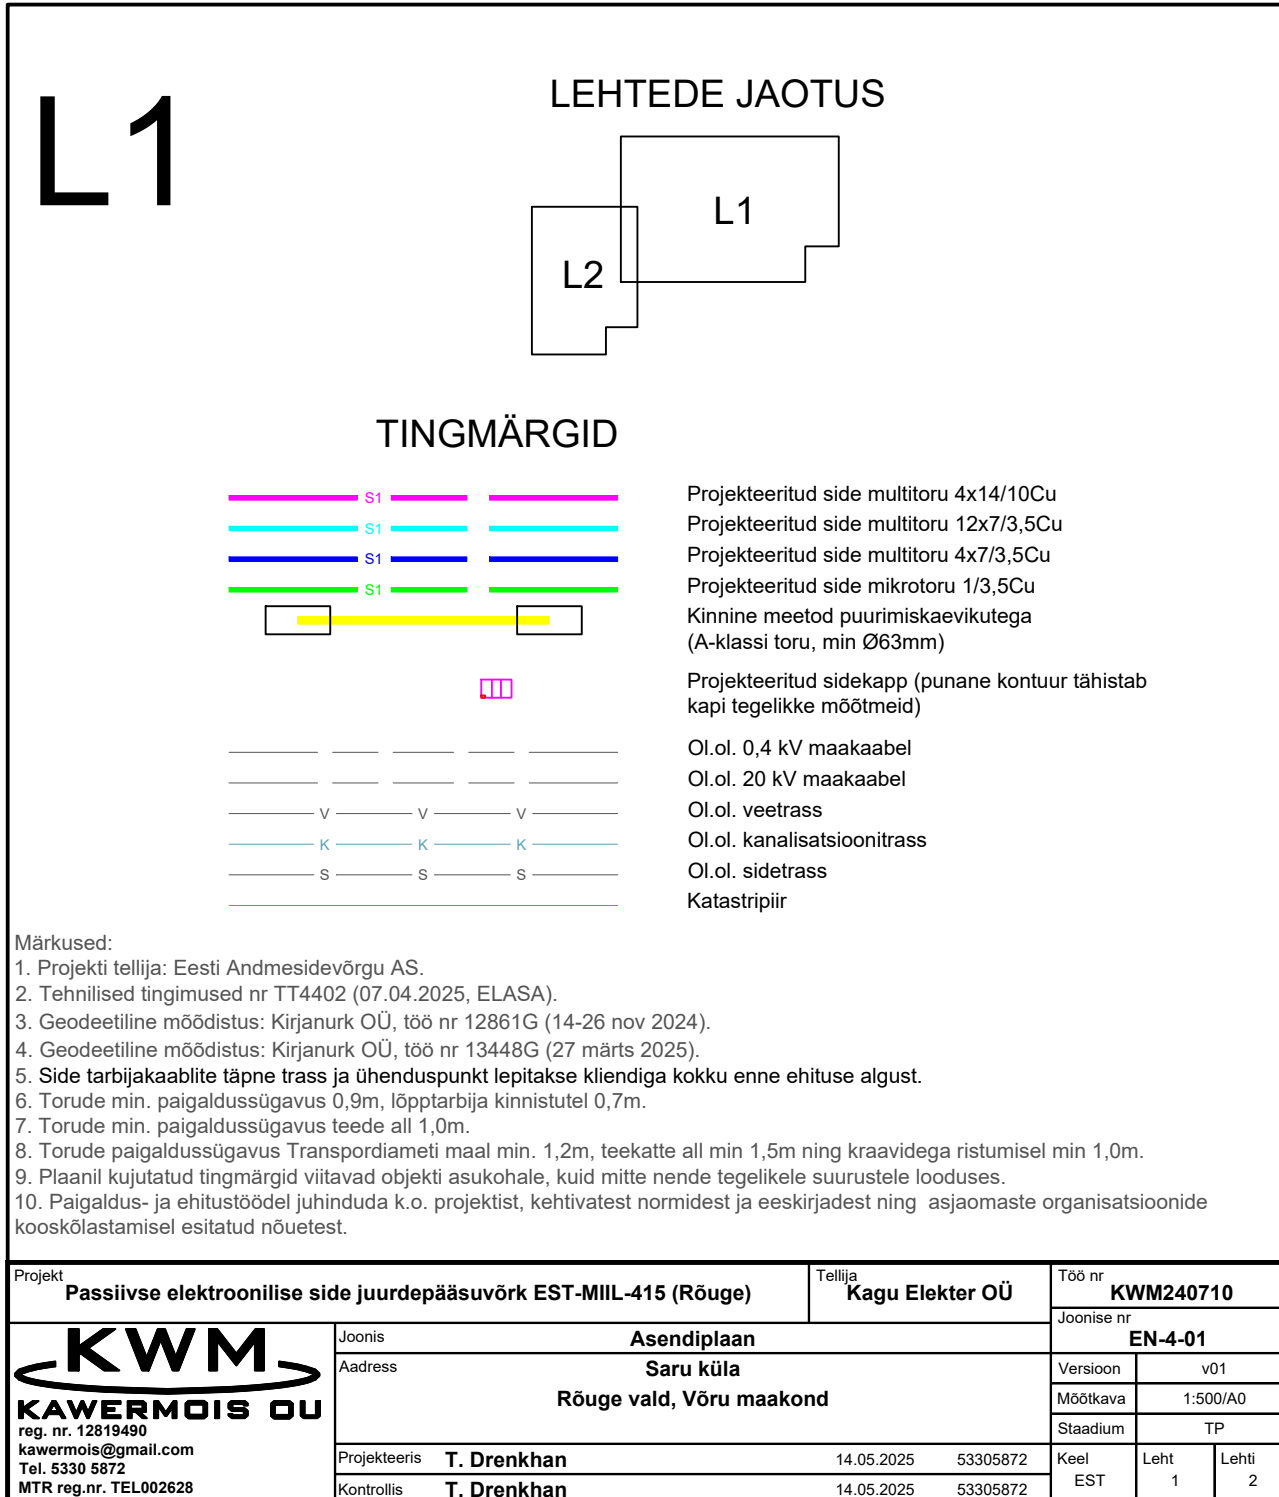 L1
LEHTEDE JAOTUS
L1
L2
TINGMÄRGID
S1 Projekteeritud side multitoru 4x14/10Cu
S1 Projekteeritud side multitoru 12x7/3,5Cu
S1 Projekteeritud side multitoru 4x7/3,5Cu
S1 Projekteeritud side mikrotoru 1/3,5Cu
Kinnine meetod puurimiskaevikutega
(A-klassi toru, min Ø63mm)
Projekteeritud sidekapp (punane kontuur tähistab
kapi tegelikke mõõtmeid)
Ol.ol. 0,4 kV maakaabel
Ol.ol. 20 kV maakaabel
V V V Ol.ol. veetrass
K K K Ol.ol. kanalisatsioonitrass
S S S Ol.ol. sidetrass
Katastripiir
Märkused:
1. Projekti tellija: Eesti Andmesidevõrgu AS.
2. Tehnilised tingimused nr TT4402 (07.04.2025, ELASA).
3. Geodeetiline mõõdistus: Kirjanurk OÜ, töö nr 12861G (14-26 nov 2024).
4. Geodeetiline mõõdistus: Kirjanurk OÜ, töö nr 13448G (27 märts 2025).
5. Side tarbijakaablite täpne trass ja ühenduspunkt lepitakse kliendiga kokku enne ehituse algust.
6. Torude min. paigaldussügavus 0,9m, lõpptarbija kinnistutel 0,7m.
7. Torude min. paigaldussügavus teede all 1,0m.
8. Torude paigaldussügavus Transpordiameti maal min. 1,2m, teekatte all min 1,5m ning kraavidega ristumisel min 1,0m.
9. Plaanil kujutatud tingmärgid viitavad objekti asukohale, kuid mitte nende tegelikele suurustele looduses.
10. Paigaldus- ja ehitustöödel juhinduda k.o. projektist, kehtivatest normidest ja eeskirjadest ning asjaomaste organisatsioonide
kooskõlastamisel esitatud nõuetest.
Projekt
Passiivse elektroonilise side juurdepääsuvõrk EST-MIIL-415 (Rõuge)
Tellija
Kagu Elekter OÜ
Töö nr
KWM240710
Joonise nr
EN-4-01
KWM
KAWERMOIS OU
reg. nr. 12819490
kawermois@gmail.com
Tel. 5330 5872
MTR reg.nr. TEL002628
Joonis Asendiplaan
Aadress Saru küla
Rõuge vald, Võru maakond
Versioon v01
Mõõtkava 1:500/A0
Staadium TP
Projekteeris T. Drenkhan 14.05.2025 53305872
Kontrollis T. Drenkhan 14.05.2025 53305872
Keel Leht Lehti
EST 1 2